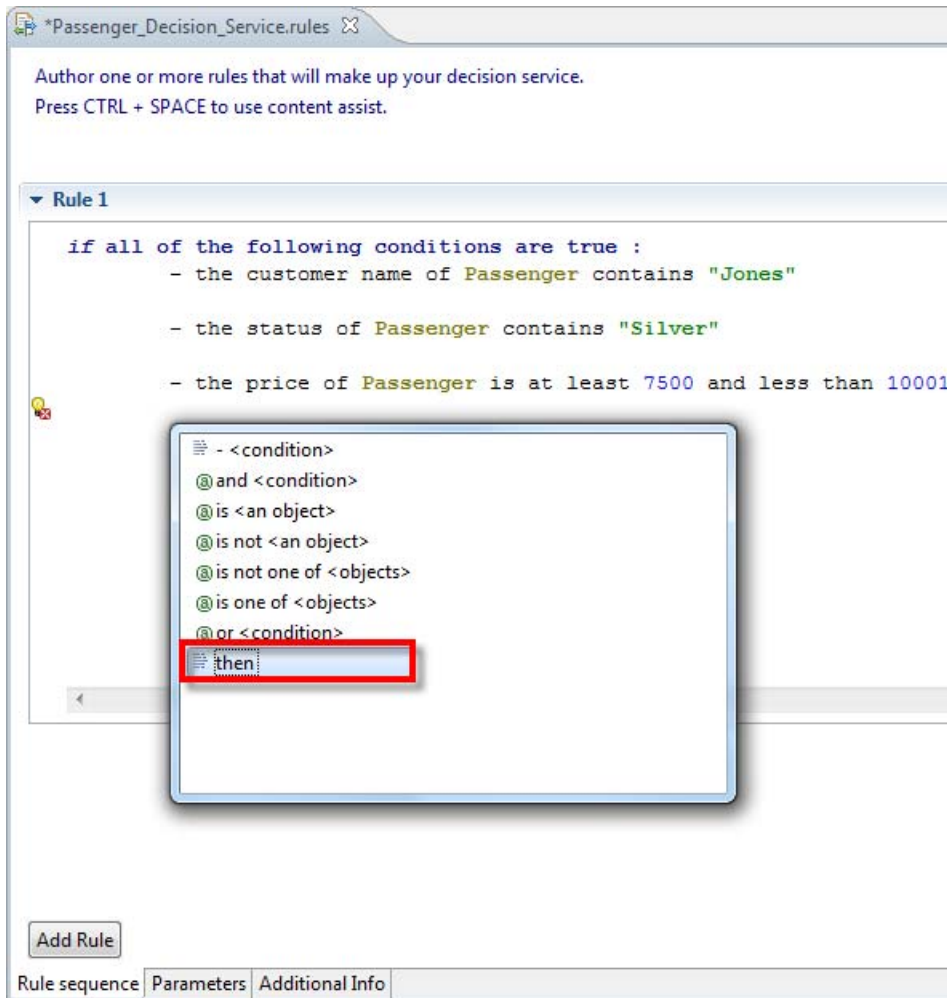 *Passenger_Decision_Service.rules
Author one or more rules that will make up your decision service.
Press CTRL + SPACE to use content assist.
Rule 1
if all of the following conditions are true :
- the customer name of Passenger contains "Jones"
- the status of Passenger contains "Silver"
- the price of Passenger is at least 7500 and less than 10001
- <condition>
and <condition>
is <an object>
is not <an object>
is not one of <objects>
is one of <objects>
or <condition>
then
Add Rule
Rule sequence Parameters Additional Info